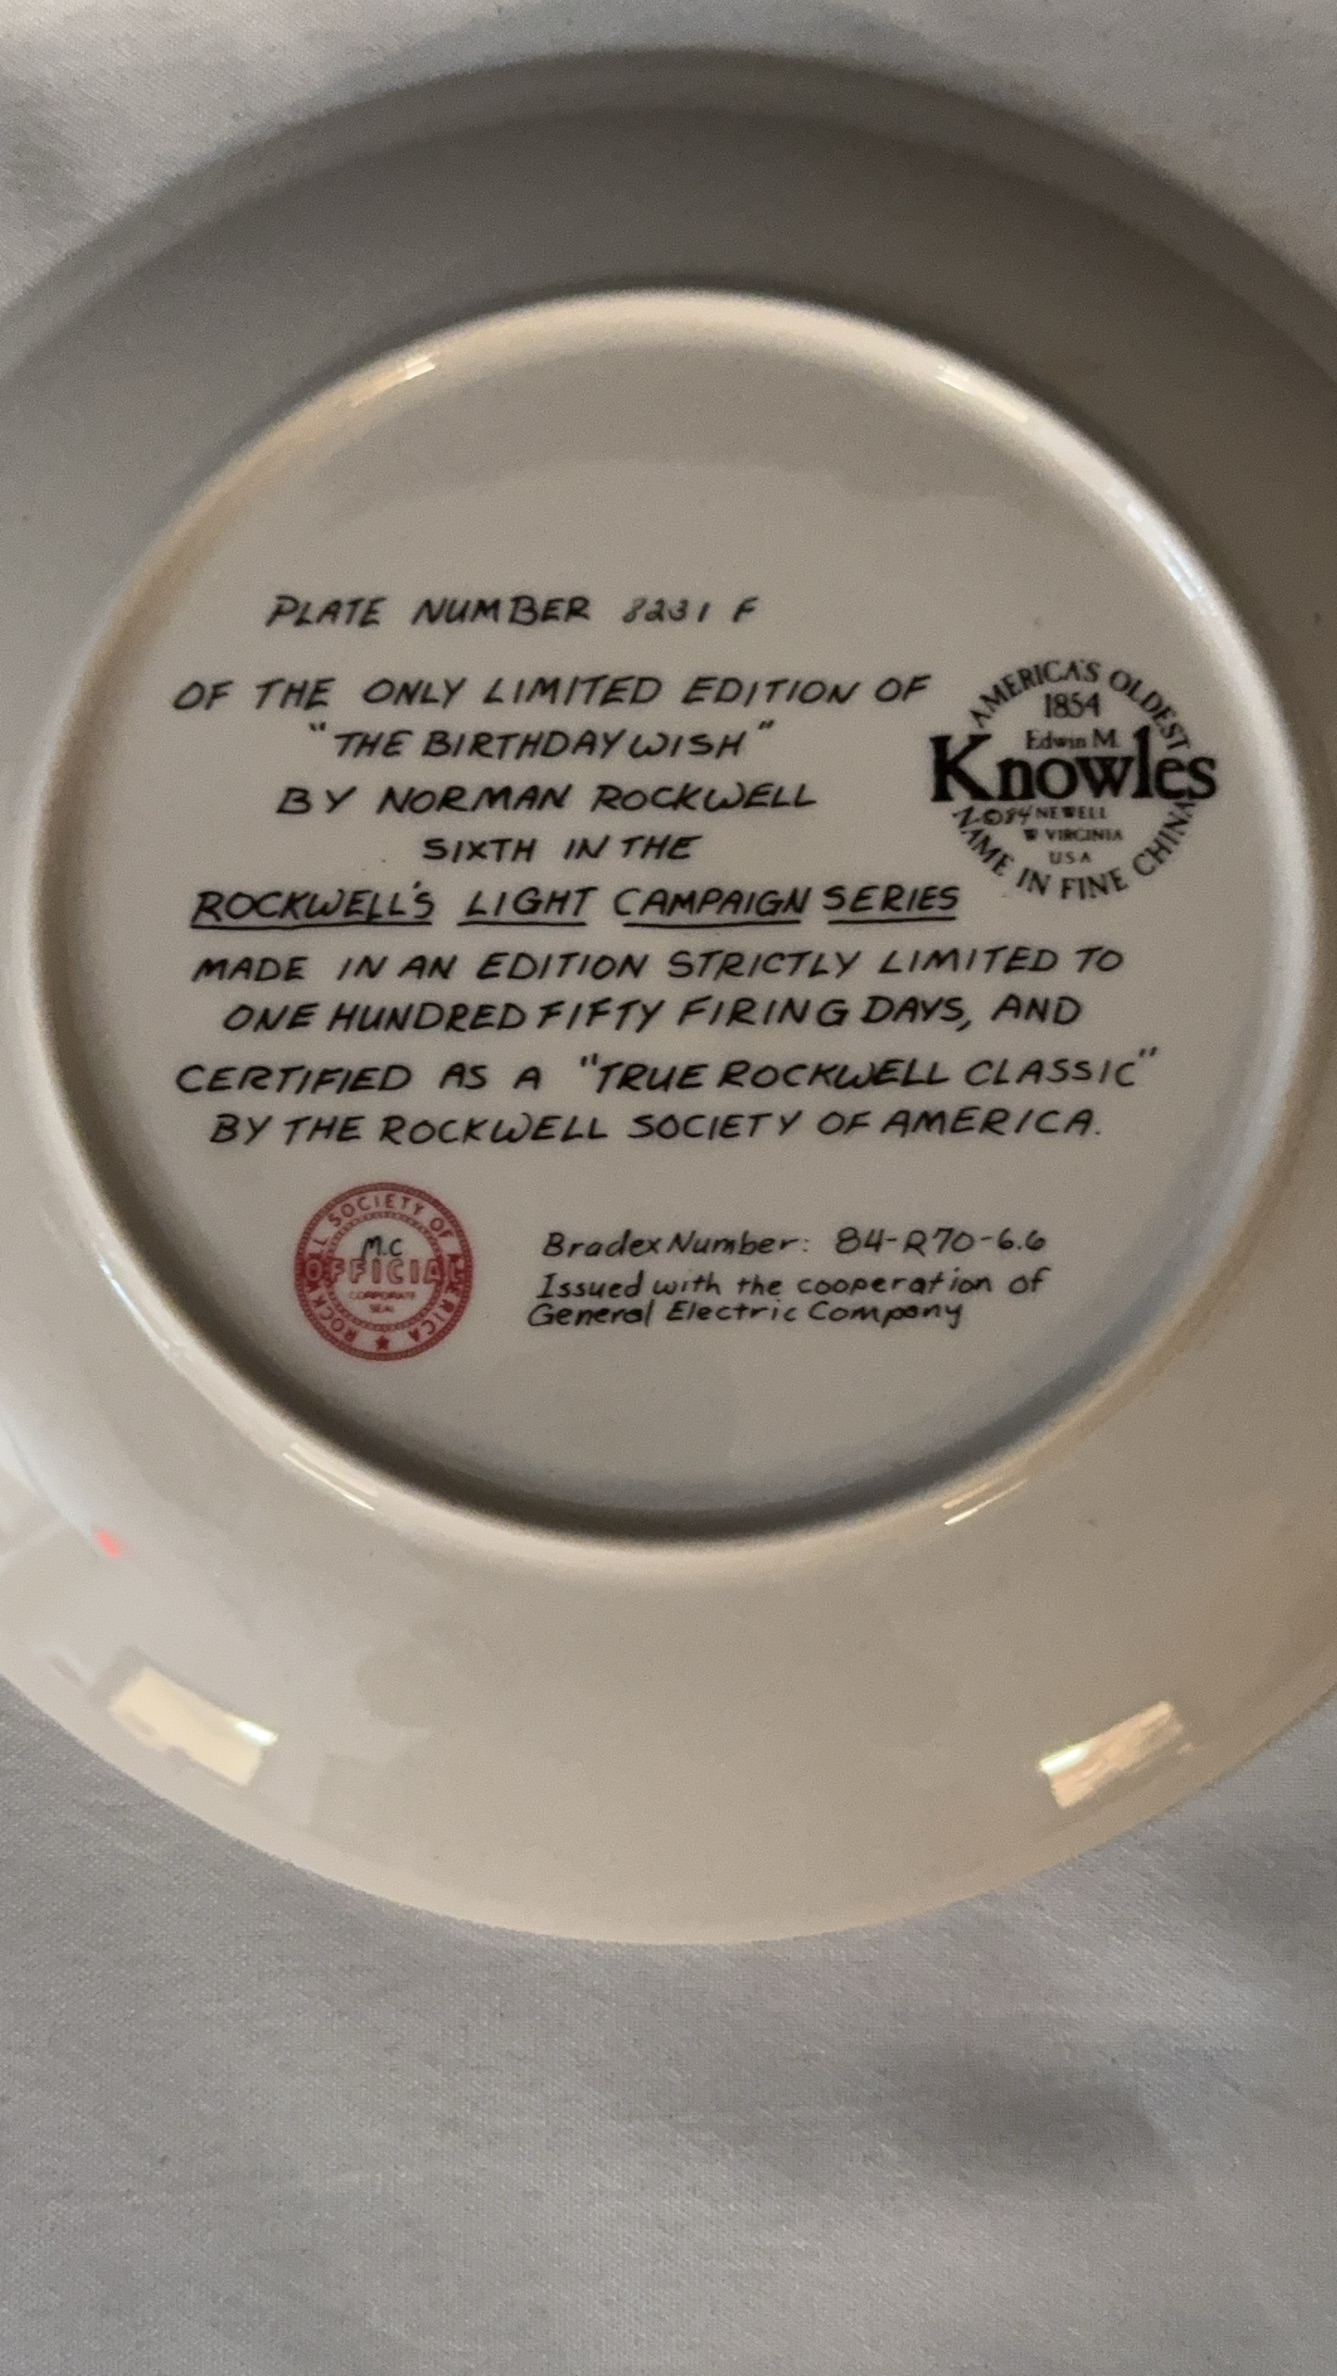 PLATE NUMBER 8231 F
OF THE ONLY LIMITED EDITION OF
"THE BIRTHDAY WISH"
BY NORMAN ROCKWELL
SIXTH IN THE
ROCKWELL'S LIGHT CAMPAIGN SERIES
MADE IN AN EDITION STRICTLY LIMITED TO
ONE HUNDRED FIFTY FIRING DAYS, AND
CERTIFIED AS A "TRUE ROCKWELL CLASSIC"
BY THE ROCKWELL SOCIETY OF AMERICA.
AMERICA'S OLDEST
1854
Edwin M.
Knowles
NEWELL
W VIRGINIA
USA
NAME IN FINE CHINA
ROCKWELL SOCIETY OF AMERICA
M.C
OFFICIAL
CORPORATE
SEAL
Bradex Number: 84-R70-6.6
Issued with the cooperation of
General Electric Company